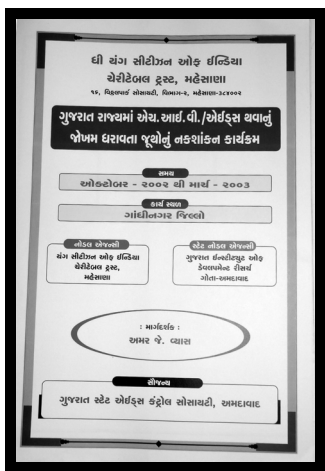 ધી યંગ સીટીઝન ઓફ ઈન્ડિયા
ચેરીટેબલ ટ્રસ્ટ, મહેસાણા
૧૬, વિકાસપાર્ક સોસાયટી, વિભાગ-૨, મહેસાણા-૩૮૪૦૦૨
ગુજરાત રાજ્યમાં એચ.આઈ.વી./એઈડ્સ થવાનું
જોખમ ધરાવતા જૂથોનું નકશાંકન કાર્યક્રમ
સમય
ઓક્ટોબર - ૨૦૦૨ થી માર્ચ - ૨૦૦૩
કાર્ય સ્થળ
ગાંધીનગર જિલ્લો
નોડલ એજન્સી
યંગ સીટીઝન ઓફ ઈન્ડિયા
ચેરીટેબલ ટ્રસ્ટ,
મહેસાણા
સ્ટેટ નોડલ એજન્સી
ગુજરાત ઈન્સ્ટીટ્યુટ ઓફ
ડેવલપમેન્ટ રીસર્ચ
ગોતા-અમદાવાદ
: માર્ગદર્શક :
અમર જે. વ્યાસ
સૌજન્ય
ગુજરાત સ્ટેટ એઈડ્સ કંટ્રોલ સોસાયટી, અમદાવાદ